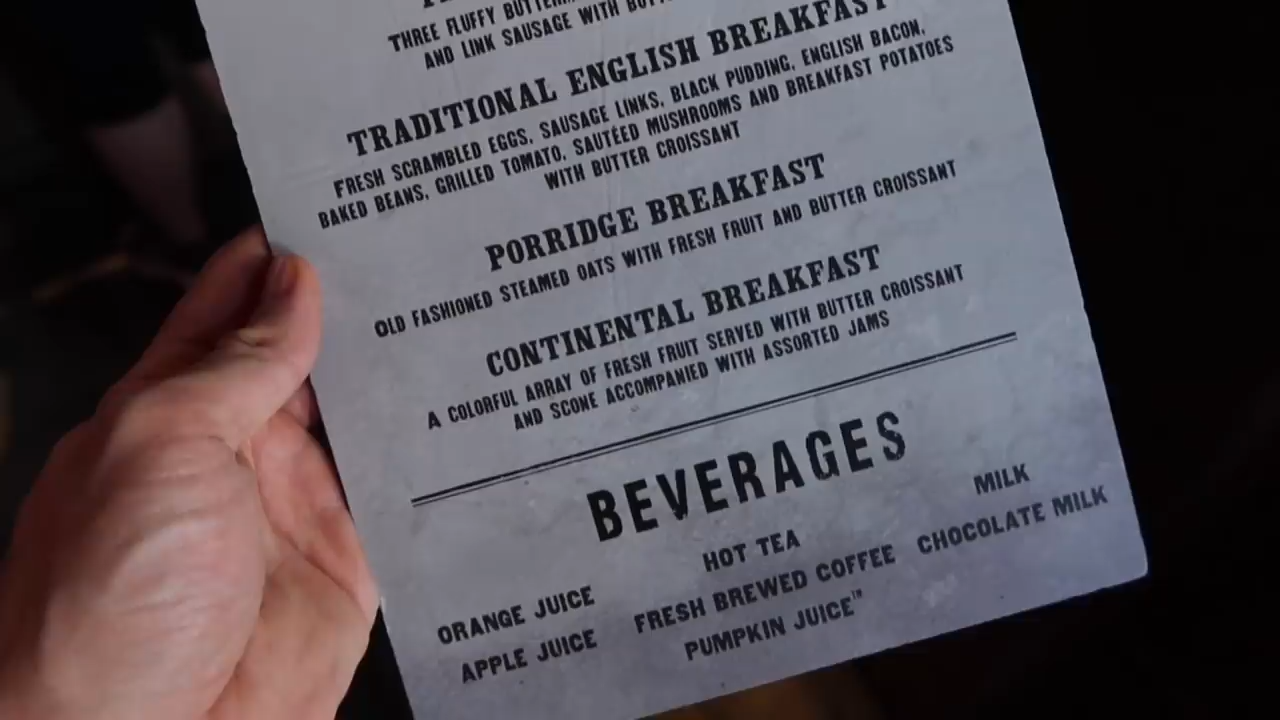 THREE FLUFFY
AND LINK SAUSAGE WITH
TRADITIONAL ENGLISH BREAKFAST
FRESH SCRAMBLED EGGS, SAUSAGE LINKS, BLACK PUDDING, ENGLISH BACON,
BAKED BEANS, GRILLED TOMATO, SAUTÉED MUSHROOMS AND BREAKFAST POTATOES
WITH BUTTER CROISSANT
PORRIDGE BREAKFAST
OLD FASHIONED STEAMED OATS WITH FRESH FRUIT AND BUTTER CROISSANT
CONTINENTAL BREAKFAST
A COLORFUL ARRAY OF FRESH FRUIT SERVED WITH BUTTER CROISSANT
AND SCONE ACCOMPANIED WITH ASSORTED JAMS
BEVERAGES
ORANGE JUICE
APPLE JUICE
HOT TEA
FRESH BREWED COFFEE
PUMPKIN JUICE™
MILK
CHOCOLATE MILK